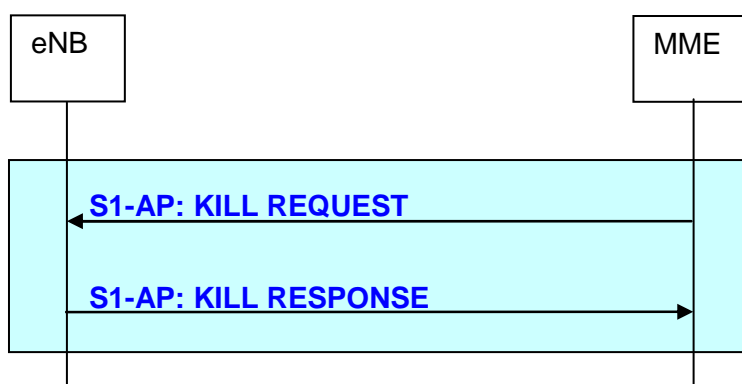 eNB
MME
S1-AP: KILL REQUEST
S1-AP: KILL RESPONSE